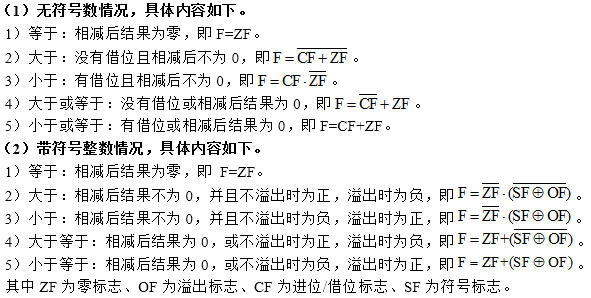 （1）无符号数情况，具体内容如下。
1）等于：相减后结果为零，即 F=ZF。
2）大于：没有借位且相减后不为 0，即 $F = \overline{CF + ZF}$ 。
3）小于：有借位且相减后不为 0，即 $F = CF \cdot \overline{ZF}$ 。
4）大于或等于：没有借位或相减后结果为 0，即 $F = \overline{CF} + ZF$ 。
5）小于或等于：有借位或相减后结果为 0，即 F=CF+ZF。
（2）带符号整数情况，具体内容如下。
1）等于：相减后结果为零，即 F=ZF。
2）大于：相减后结果不为 0，并且不溢出时为正，溢出时为负，即 $F = \overline{ZF} \cdot (\overline{SF \oplus OF})$ 。
3）小于：相减后结果不为 0，并且不溢出时为负，溢出时为正，即 $F = \overline{ZF} \cdot (\overline{SF \oplus OF})$ 。
4）大于等于：相减后结果为 0，或不溢出时为正，溢出时为负，即 $F = ZF + (\overline{SF \oplus OF})$ 。
5）小于等于：相减后结果为 0，或不溢出时为负，溢出时为正，即 $F = ZF + (\overline{SF \oplus OF})$ 。
其中 ZF 为零标志、OF 为溢出标志、CF 为进位/借位标志、SF 为符号标志。